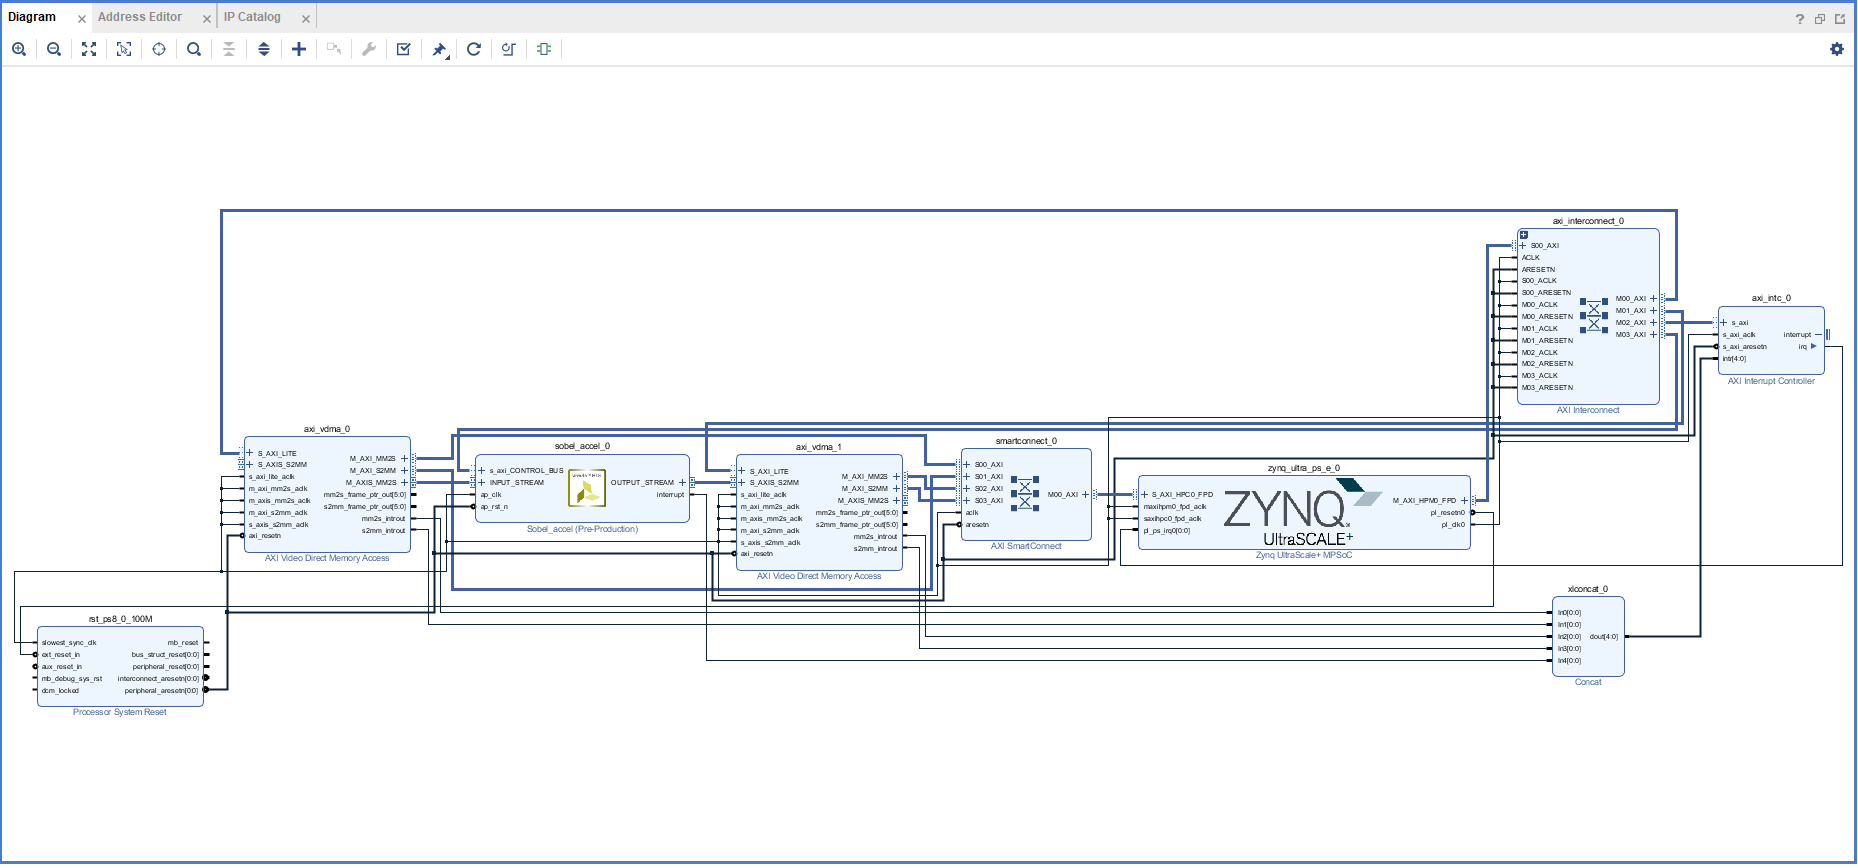 Diagram
Address Editor
IP Catalog
axi_interconnect_0
S00_AXI
ACLK
ARESETN
S00_ACLK
S00_ARESETN
M00_ACLK
M00_ARESETN
M01_ACLK
M01_ARESETN
M02_ACLK
M02_ARESETN
M03_ACLK
M03_ARESETN
M00_AXI
M01_AXI
M02_AXI
M03_AXI
AXI Interconnect
axi_intc_0
s_axi
s_axi_aclk
s_axi_aresetn
intr[4:0]
interrupt
irq
AXI Interrupt Controller
axi_vdma_0
S_AXI_LITE
S_AXIS_S2MM
s_axi_lite_aclk
m_axi_mm2s_aclk
m_axis_mm2s_aclk
m_axi_s2mm_aclk
s_axis_s2mm_aclk
axi_resetn
M_AXI_MM2S
M_AXI_S2MM
M_AXIS_MM2S
mm2s_frame_ptr_out[5:0]
s2mm_frame_ptr_out[5:0]
mm2s_introut
s2mm_introut
AXI Video Direct Memory Access
sobel_accel_0
s_axi_CONTROL_BUS
INPUT_STREAM
ap_clk
ap_rst_n
OUTPUT_STREAM
interrupt
Sobel_accel (Pre-Production)
axi_vdma_1
S_AXI_LITE
S_AXIS_S2MM
s_axi_lite_aclk
m_axi_mm2s_aclk
m_axis_mm2s_aclk
m_axi_s2mm_aclk
s_axis_s2mm_aclk
axi_resetn
M_AXI_MM2S
M_AXI_S2MM
M_AXIS_MM2S
mm2s_frame_ptr_out[5:0]
s2mm_frame_ptr_out[5:0]
mm2s_introut
s2mm_introut
AXI Video Direct Memory Access
smartconnect_0
S00_AXI
S01_AXI
S02_AXI
S03_AXI
aclk
aresetn
M00_AXI
AXI SmartConnect
zynq_ultra_ps_e_0
S_AXI_HPC0_FPD
maxihpm0_fpd_aclk
saxihpc0_fpd_aclk
pl_ps_irq0[0:0]
ZYNQ
UltraSCALE+
M_AXI_HPM0_FPD
pl_resetn0
pl_clk0
Zynq UltraScale+ MPSoC
rst_ps8_0_100M
slowest_sync_clk
ext_reset_in
aux_reset_in
mb_debug_sys_rst
dcm_locked
mb_reset
bus_struct_reset[0:0]
peripheral_reset[0:0]
interconnect_aresetn[0:0]
peripheral_aresetn[0:0]
Processor System Reset
xlconcat_0
In0[0:0]
In1[0:0]
In2[0:0]
In3[0:0]
In4[0:0]
dout[4:0]
Concat